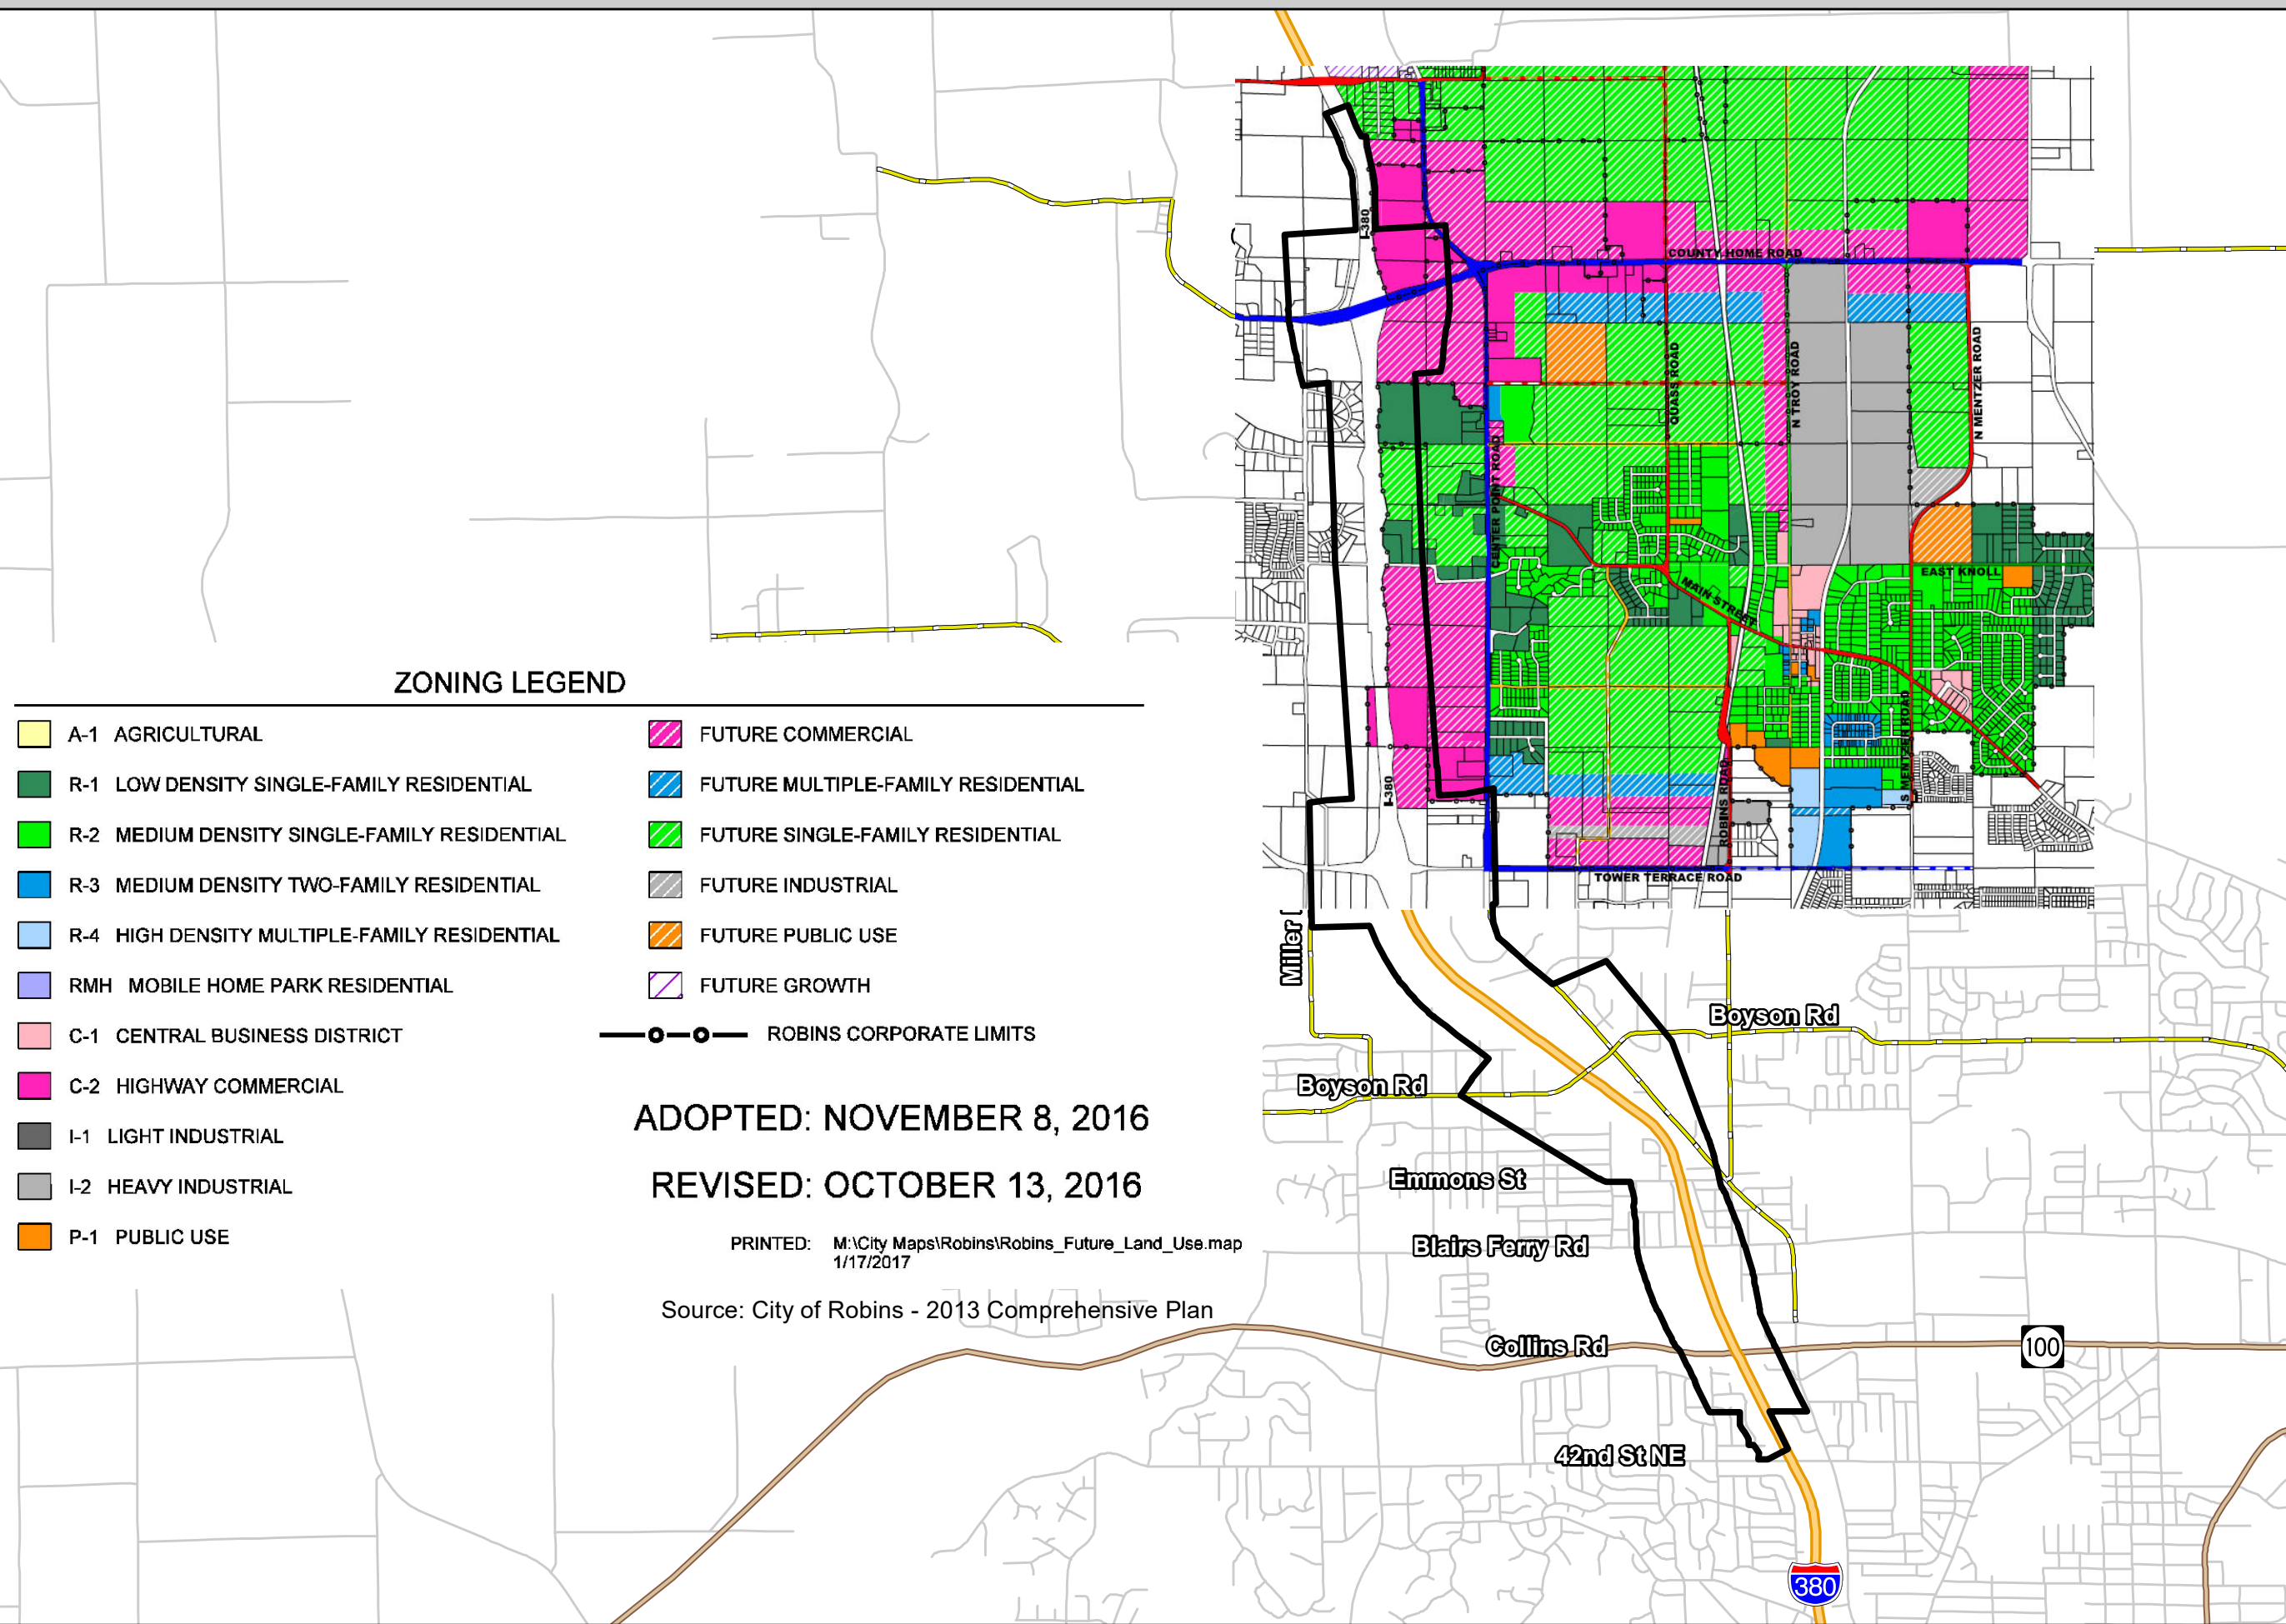 I-380
COUNTY HOME ROAD
QUASS ROAD
N TROY ROAD
N MENTZER ROAD
CENTER POINT ROAD
EAST KNOLL
MAIN STREET
S MENTZER ROAD
ROBINS ROAD
I-380
TOWER TERRACE ROAD
ZONING LEGEND
A-1 AGRICULTURAL
R-1 LOW DENSITY SINGLE-FAMILY RESIDENTIAL
R-2 MEDIUM DENSITY SINGLE-FAMILY RESIDENTIAL
R-3 MEDIUM DENSITY TWO-FAMILY RESIDENTIAL
R-4 HIGH DENSITY MULTIPLE-FAMILY RESIDENTIAL
RMH MOBILE HOME PARK RESIDENTIAL
C-1 CENTRAL BUSINESS DISTRICT
C-2 HIGHWAY COMMERCIAL
I-1 LIGHT INDUSTRIAL
I-2 HEAVY INDUSTRIAL
P-1 PUBLIC USE
FUTURE COMMERCIAL
FUTURE MULTIPLE-FAMILY RESIDENTIAL
FUTURE SINGLE-FAMILY RESIDENTIAL
FUTURE INDUSTRIAL
FUTURE PUBLIC USE
FUTURE GROWTH
ROBINS CORPORATE LIMITS
ADOPTED: NOVEMBER 8, 2016
REVISED: OCTOBER 13, 2016
PRINTED: M:\City Maps\Robins\Robins_Future_Land_Use.map
1/17/2017
Source: City of Robins - 2013 Comprehensive Plan
Miller
Boyson Rd
Boyson Rd
Emmons St
Blairs Ferry Rd
Collins Rd
100
42nd St NE
380